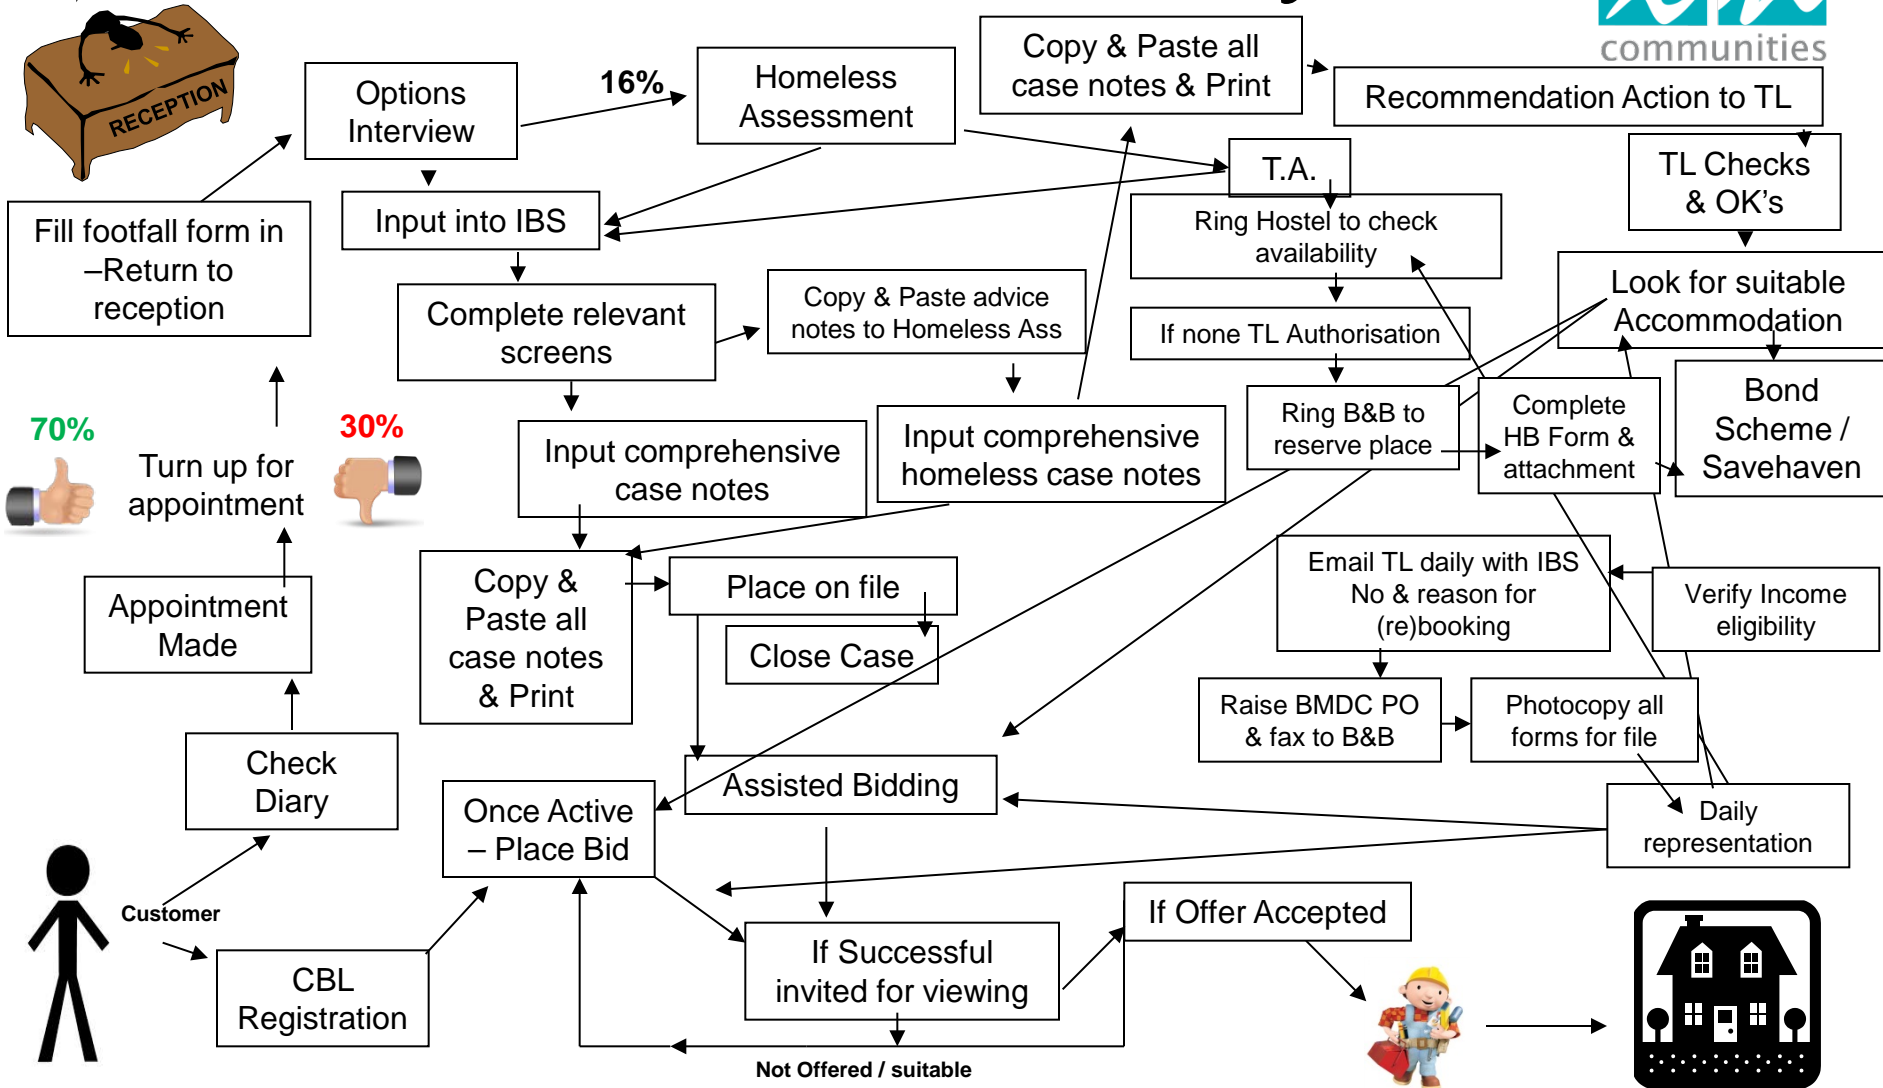 communities
RECEPTION
Options
Interview
16%
Homeless
Assessment
Copy & Paste all
case notes & Print
Recommendation Action to TL
T.A.
TL Checks
& OK's
Fill footfall form in
–Return to
reception
Input into IBS
Ring Hostel to check
availability
Look for suitable
Accommodation
Complete relevant
screens
Copy & Paste advice
notes to Homeless Ass
If none TL Authorisation
70%
30%
Turn up for
appointment
Input comprehensive
case notes
Input comprehensive
homeless case notes
Ring B&B to
reserve place
Complete
HB Form &
attachment
Bond
Scheme /
Savehaven
Appointment
Made
Copy &
Paste all
case notes
& Print
Place on file
Close Case
Email TL daily with IBS
No & reason for
(re)booking
Verify Income
eligibility
Check
Diary
Raise BMDC PO
& fax to B&B
Photocopy all
forms for file
Once Active
– Place Bid
Assisted Bidding
Daily
representation
Customer
CBL
Registration
If Successful
invited for viewing
If Offer Accepted
Not Offered / suitable